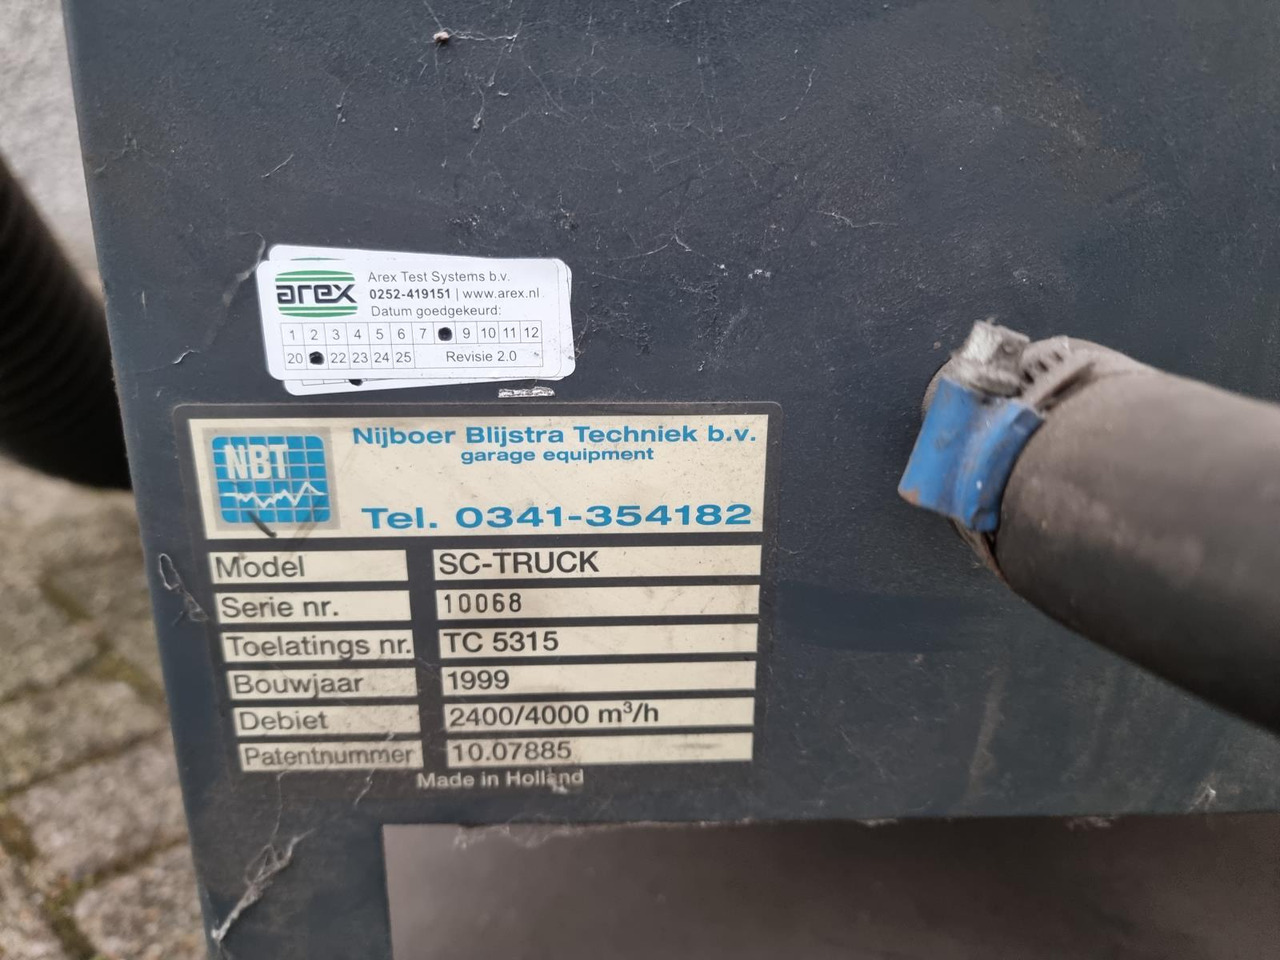 arex
Arex Test Systems b.v.
0252-419151 | www.arex.nl
Datum goedgekeurd:
1 2 3 4 5 6 7 9 10 11 12
20 22 23 24 25 Revisie 2.0
NBT
Nijboer Blijstra Techniek b.v.
garage equipment
Tel. 0341-354182
Model SC-TRUCK
Serie nr. 10068
Toelatings nr. TC 5315
Bouwjaar 1999
Debiet 2400/4000 m³/h
Patentnummer 10.07885
Made in Holland